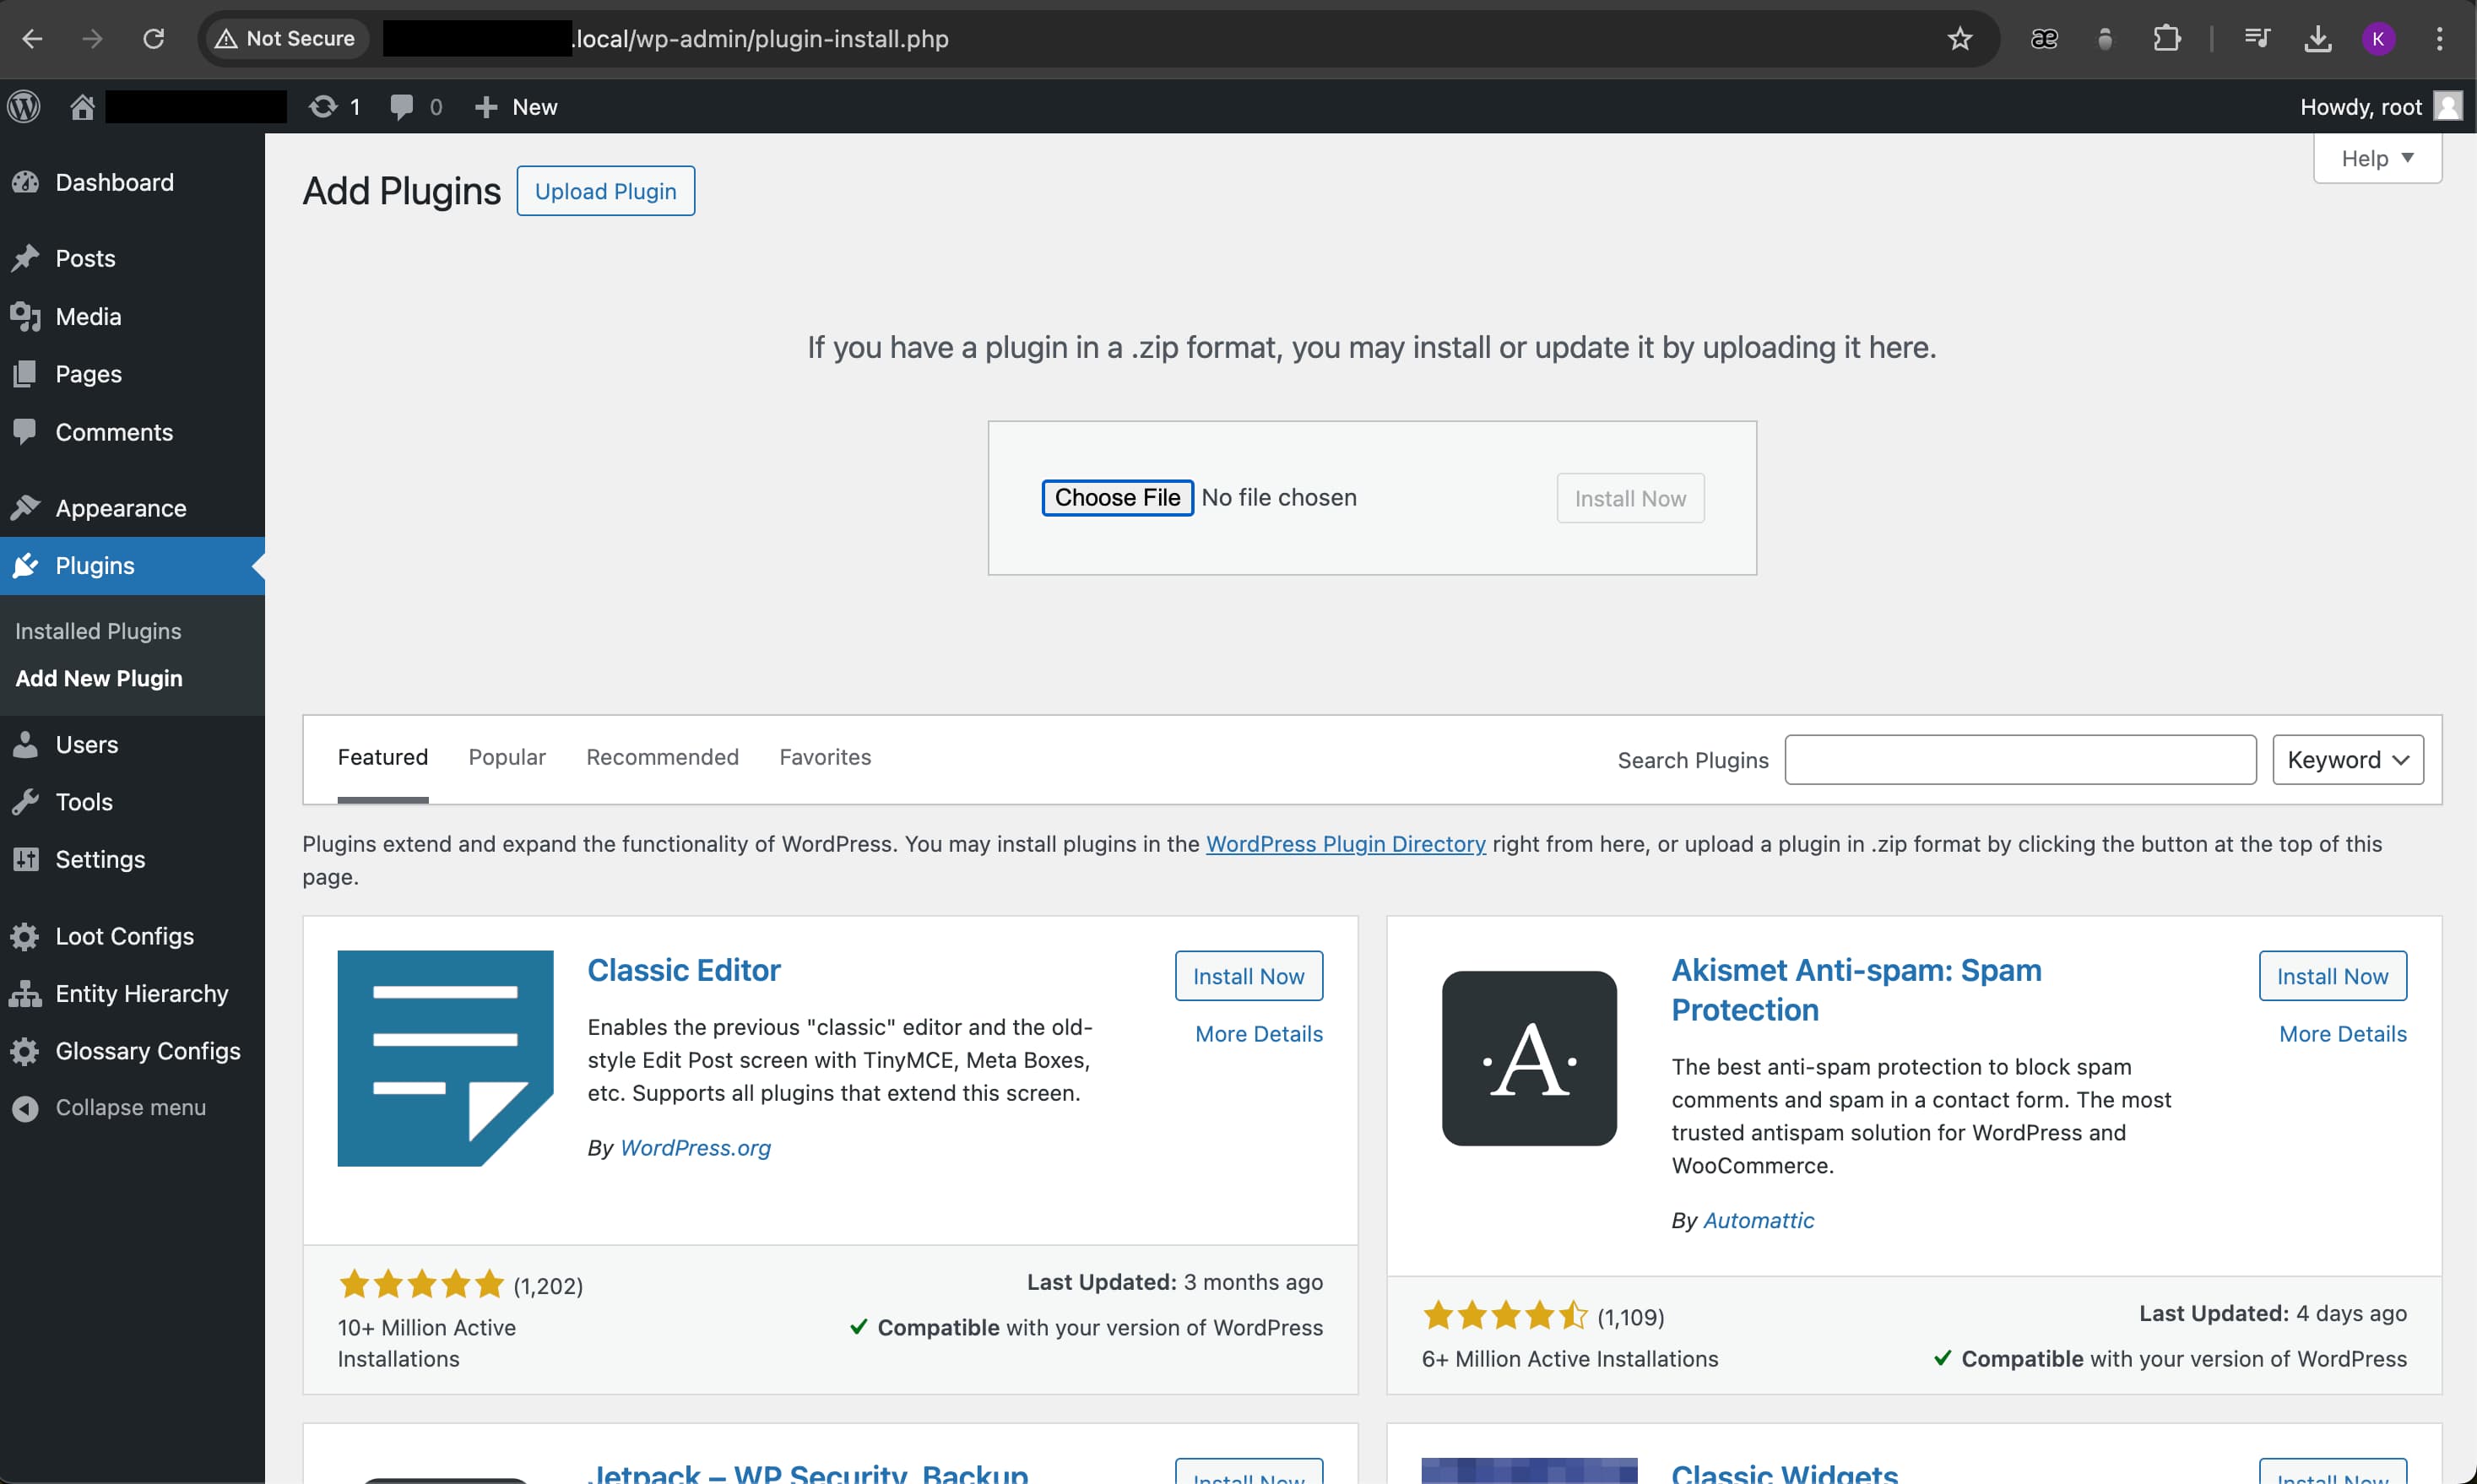 Not Secure
.local/wp-admin/plugin-install.php
æ
K
1
0
New
Howdy, root
Dashboard
Posts
Media
Pages
Comments
Appearance
Plugins
Installed Plugins
Add New Plugin
Users
Tools
Settings
Loot Configs
Entity Hierarchy
Glossary Configs
Collapse menu
Help
Add Plugins
Upload Plugin
If you have a plugin in a .zip format, you may install or update it by uploading it here.
Choose File No file chosen
Install Now
Featured
Popular
Recommended
Favorites
Search Plugins
Keyword
Plugins extend and expand the functionality of WordPress. You may install plugins in the WordPress Plugin Directory right from here, or upload a plugin in .zip format by clicking the button at the top of this
page.
Classic Editor
Install Now
More Details
Enables the previous "classic" editor and the old-
style Edit Post screen with TinyMCE, Meta Boxes,
etc. Supports all plugins that extend this screen.
By WordPress.org
(1,202)
10+ Million Active
Installations
Last Updated: 3 months ago
Compatible with your version of WordPress
·A·
Akismet Anti-spam: Spam
Protection
Install Now
More Details
The best anti-spam protection to block spam
comments and spam in a contact form. The most
trusted antispam solution for WordPress and
WooCommerce.
By Automattic
(1,109)
6+ Million Active Installations
Last Updated: 4 days ago
Compatible with your version of WordPress
Jetpack – WP Security, Backup,
Install Now
Classic Widgets
Install Now